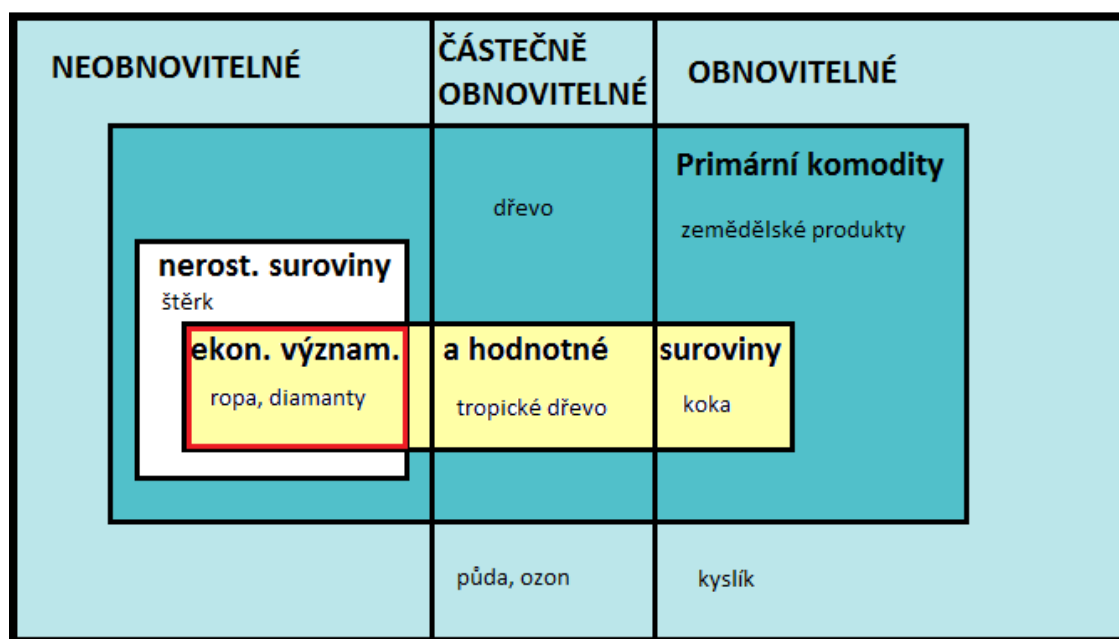 NEOBNOVITELNÉ
ČÁSTEČNĚ
OBNOVITELNÉ
OBNOVITELNÉ
Primární komodity
dřevo
zemědělské produkty
nerost. suroviny
štěrk
ekon. význam. a hodnotné suroviny
ropa, diamanty
tropické dřevo
koka
půda, ozon
kyslík